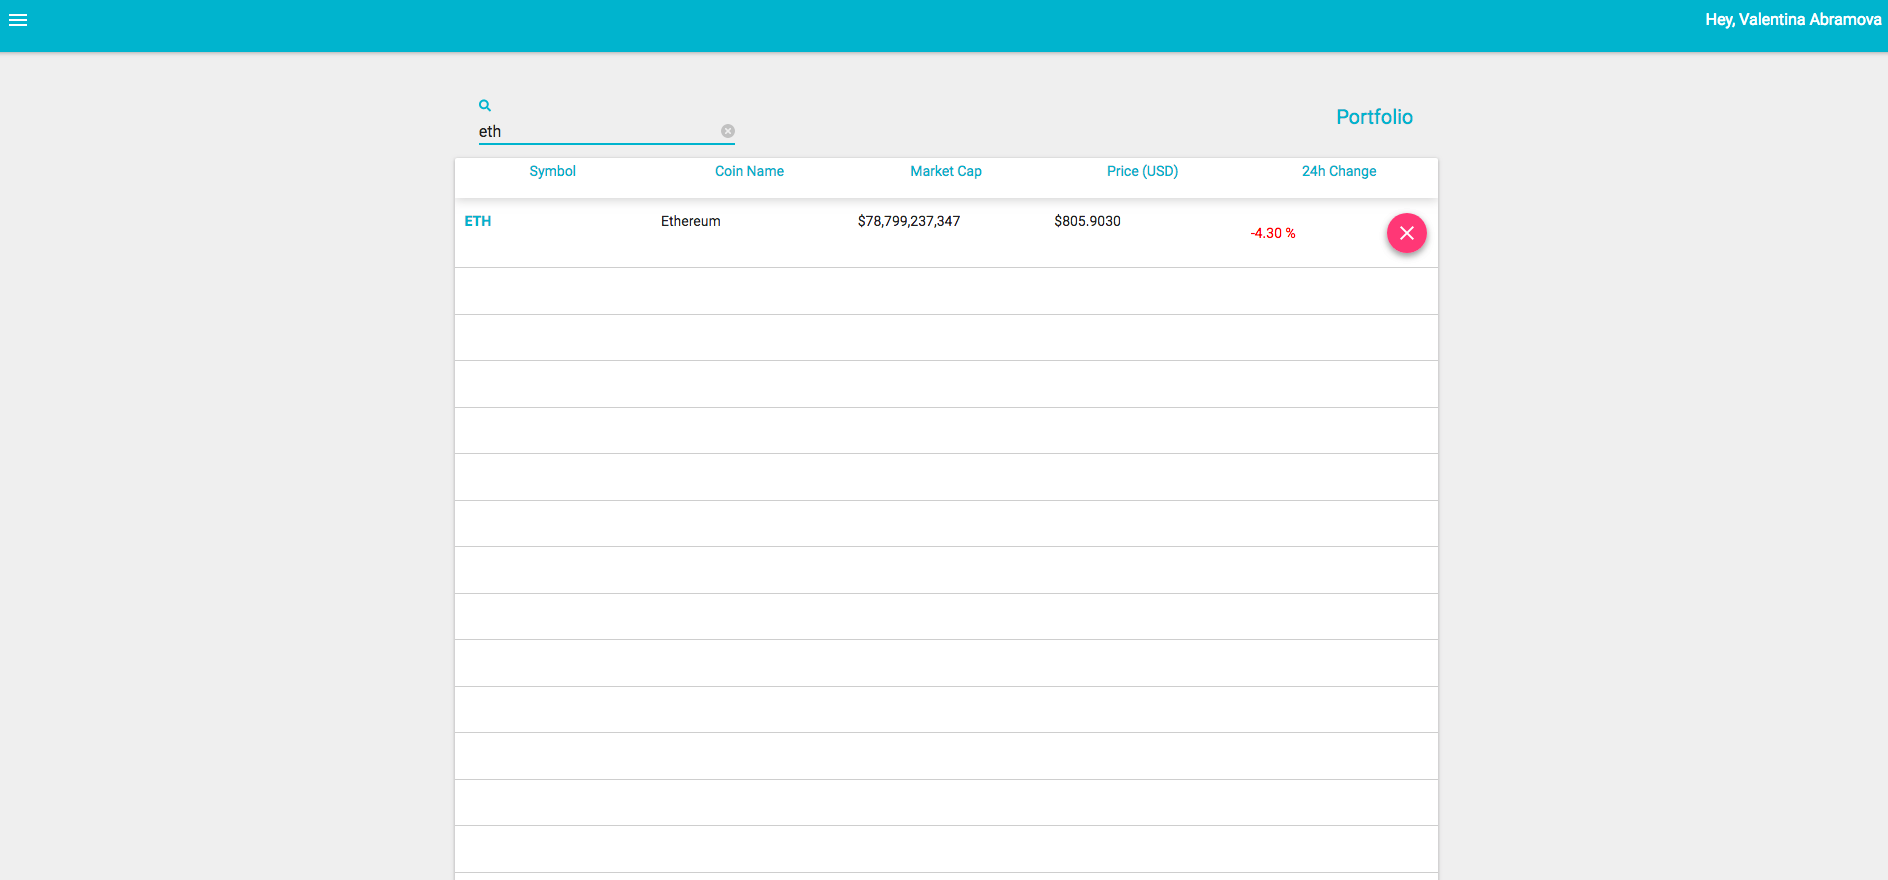 Hey, Valentina Abramova
eth
Portfolio
Symbol Coin Name Market Cap Price (USD) 24h Change
ETH Ethereum $78,799,237,347 $805.9030 -4.30 %